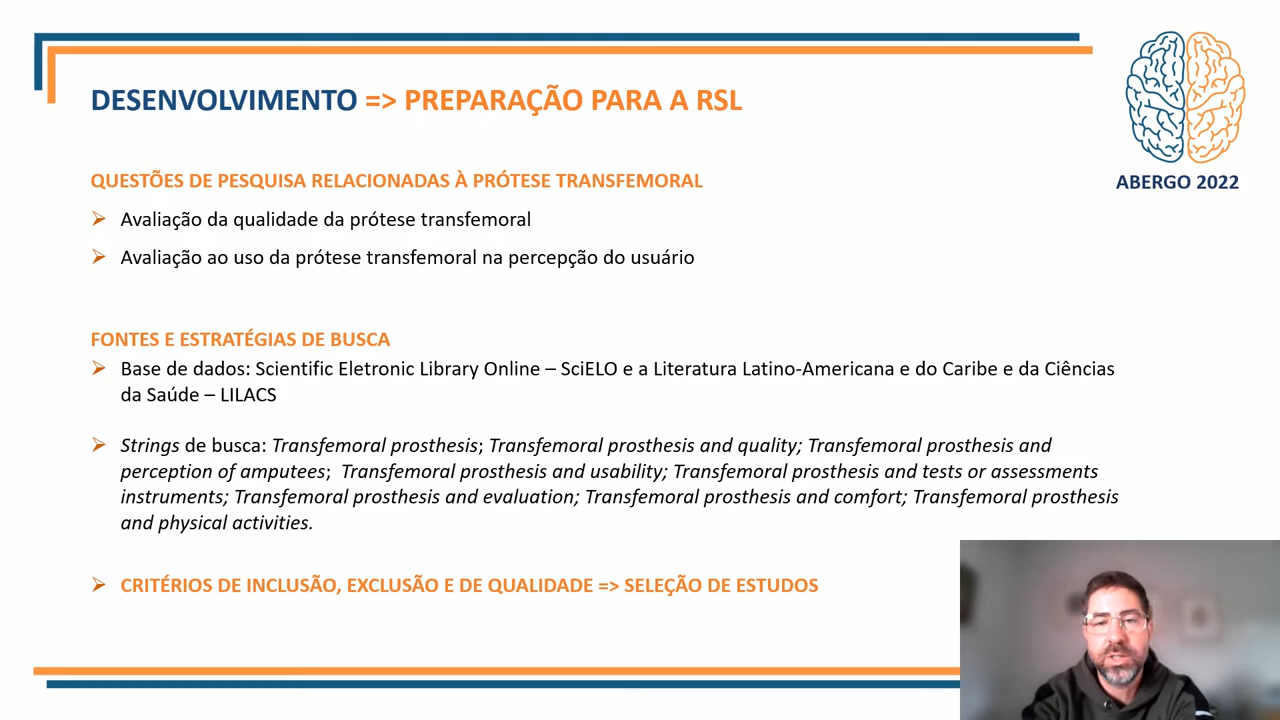 DESENVOLVIMENTO => PREPARAÇÃO PARA A RSL
ABERGO 2022
QUESTÕES DE PESQUISA RELACIONADAS À PRÓTESE TRANSFEMORAL
Avaliação da qualidade da prótese transfemoral
Avaliação ao uso da prótese transfemoral na percepção do usuário
FONTES E ESTRATÉGIAS DE BUSCA
Base de dados: Scientific Eletronic Library Online – SciELO e a Literatura Latino-Americana e do Caribe e da Ciências
da Saúde – LILACS
Strings de busca: Transfemoral prosthesis; Transfemoral prosthesis and quality; Transfemoral prosthesis and
perception of amputees; Transfemoral prosthesis and usability; Transfemoral prosthesis and tests or assessments
instruments; Transfemoral prosthesis and evaluation; Transfemoral prosthesis and comfort; Transfemoral prosthesis
and physical activities.
CRITÉRIOS DE INCLUSÃO, EXCLUSÃO E DE QUALIDADE => SELEÇÃO DE ESTUDOS